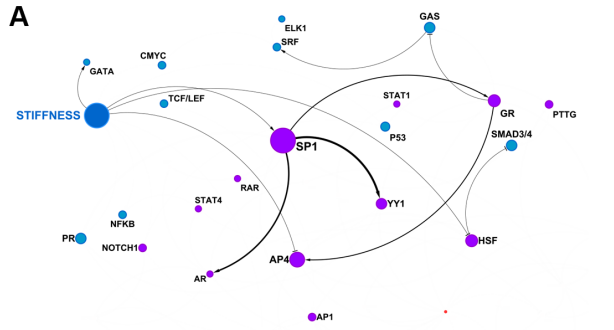 A
GAS
ELK1
SRF
CMYC
GATA
TCF/LEF
STAT1
GR
PTTG
STIFFNESS
P53
SMAD3/4
SP1
RAR
STAT4
YY1
NFKB
PR
NOTCH1
HSF
AP4
AR
AP1